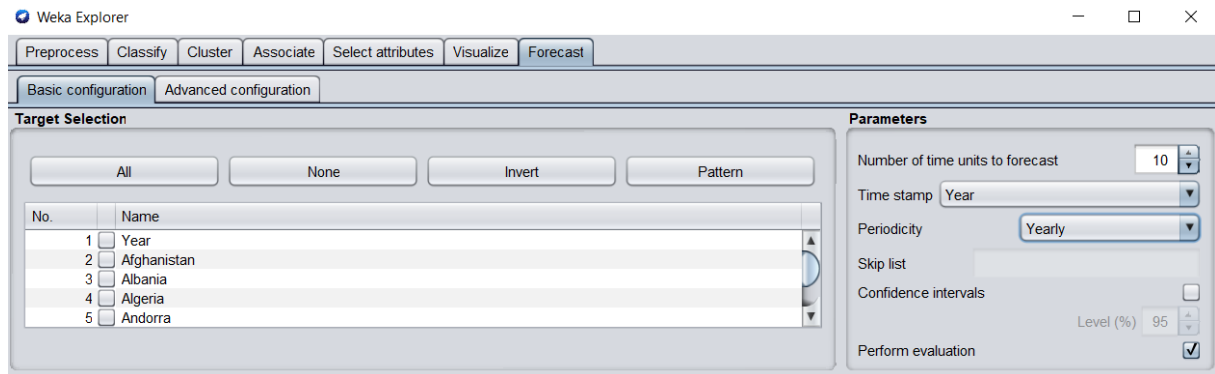 Weka Explorer
Preprocess Classify Cluster Associate Select attributes Visualize Forecast
Basic configuration Advanced configuration
Target Selection
All None Invert Pattern
No. Name
1 Year
2 Afghanistan
3 Albania
4 Algeria
5 Andorra
Parameters
Number of time units to forecast 10
Time stamp Year
Periodicity Yearly
Skip list
Confidence intervals
Level (%) 95
Perform evaluation